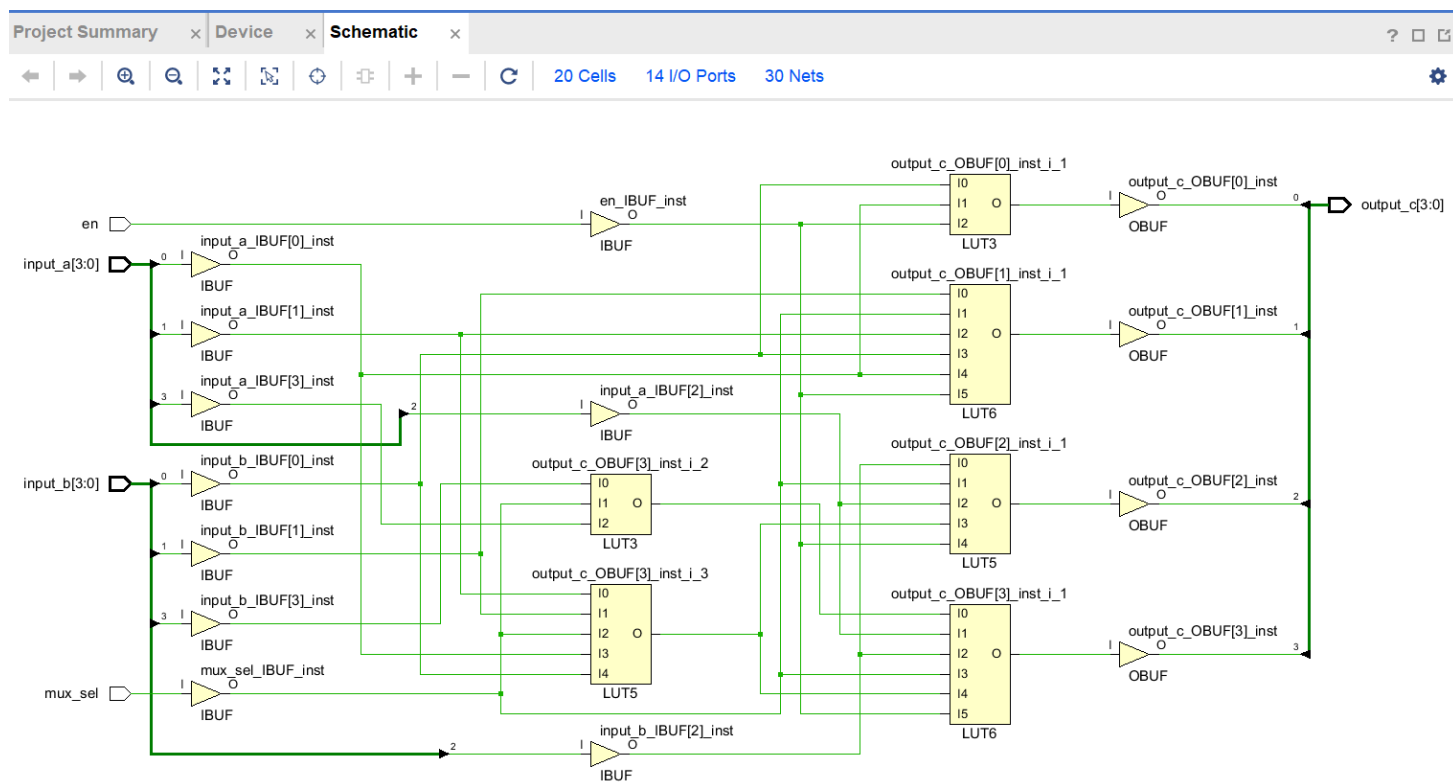 Project Summary × Device × Schematic ×
?
20 Cells 14 I/O Ports 30 Nets
output_c_OBUF[0]_inst_i_1
I0
I1 O
I2
LUT3
output_c_OBUF[0]_inst
I O
OBUF
0
output_c[3:0]
en
en_IBUF_inst
I O
IBUF
input_a[3:0]
0
input_a_IBUF[0]_inst
I O
IBUF
output_c_OBUF[1]_inst_i_1
I0
I1
I2 O
I3
I4
I5
LUT6
output_c_OBUF[1]_inst
I O
OBUF
1
1
input_a_IBUF[1]_inst
I O
IBUF
3
input_a_IBUF[3]_inst
I O
IBUF
2
input_a_IBUF[2]_inst
I O
IBUF
input_b[3:0]
0
input_b_IBUF[0]_inst
I O
IBUF
output_c_OBUF[3]_inst_i_2
I0
I1 O
I2
LUT3
output_c_OBUF[2]_inst_i_1
I0
I1
I2 O
I3
I4
LUT5
output_c_OBUF[2]_inst
I O
OBUF
2
1
input_b_IBUF[1]_inst
I O
IBUF
3
input_b_IBUF[3]_inst
I O
IBUF
output_c_OBUF[3]_inst_i_3
I0
I1
I2 O
I3
I4
LUT5
output_c_OBUF[3]_inst_i_1
I0
I1
I2 O
I3
I4
I5
LUT6
output_c_OBUF[3]_inst
I O
OBUF
3
mux_sel
mux_sel_IBUF_inst
I O
IBUF
2
input_b_IBUF[2]_inst
I O
IBUF